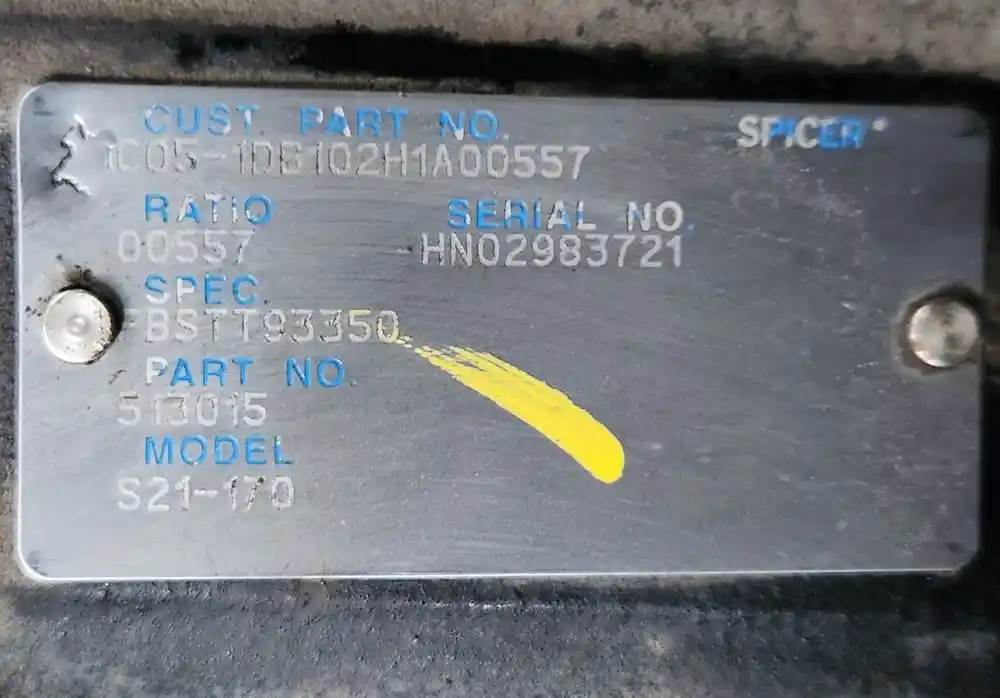 CUST. PART NO.
SPICER®
1C05-1DB102H1A00557
RATIO
SERIAL NO.
00557
HN02983721
SPEC.
BSTT93350
PART NO.
513015
MODEL
S21-170